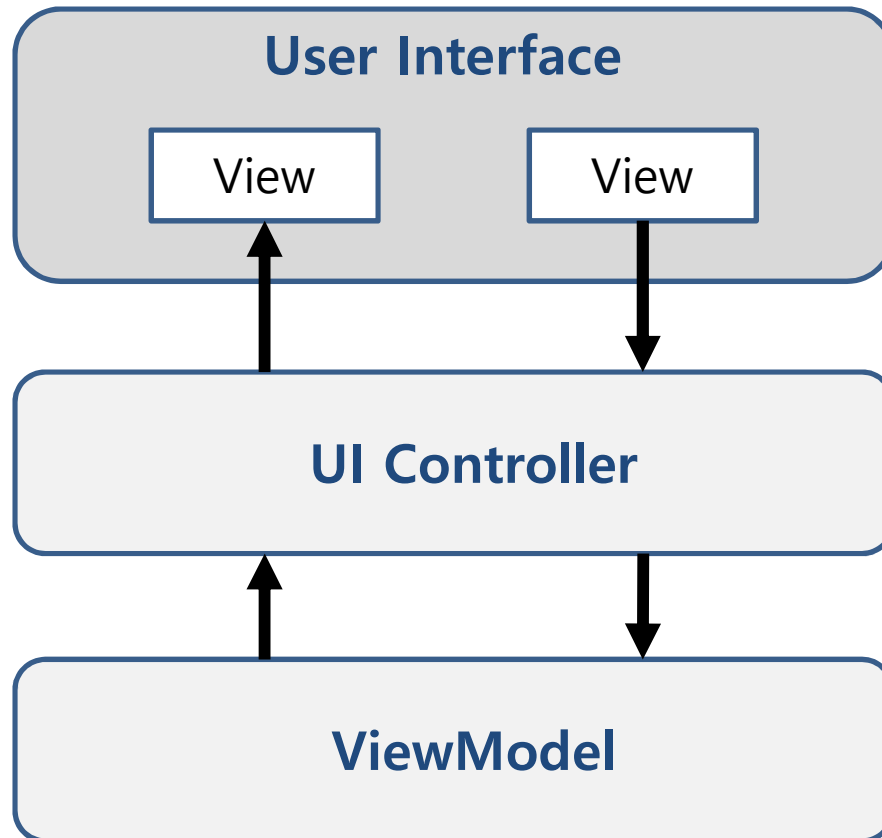 User Interface
View
View
UI Controller
ViewModel